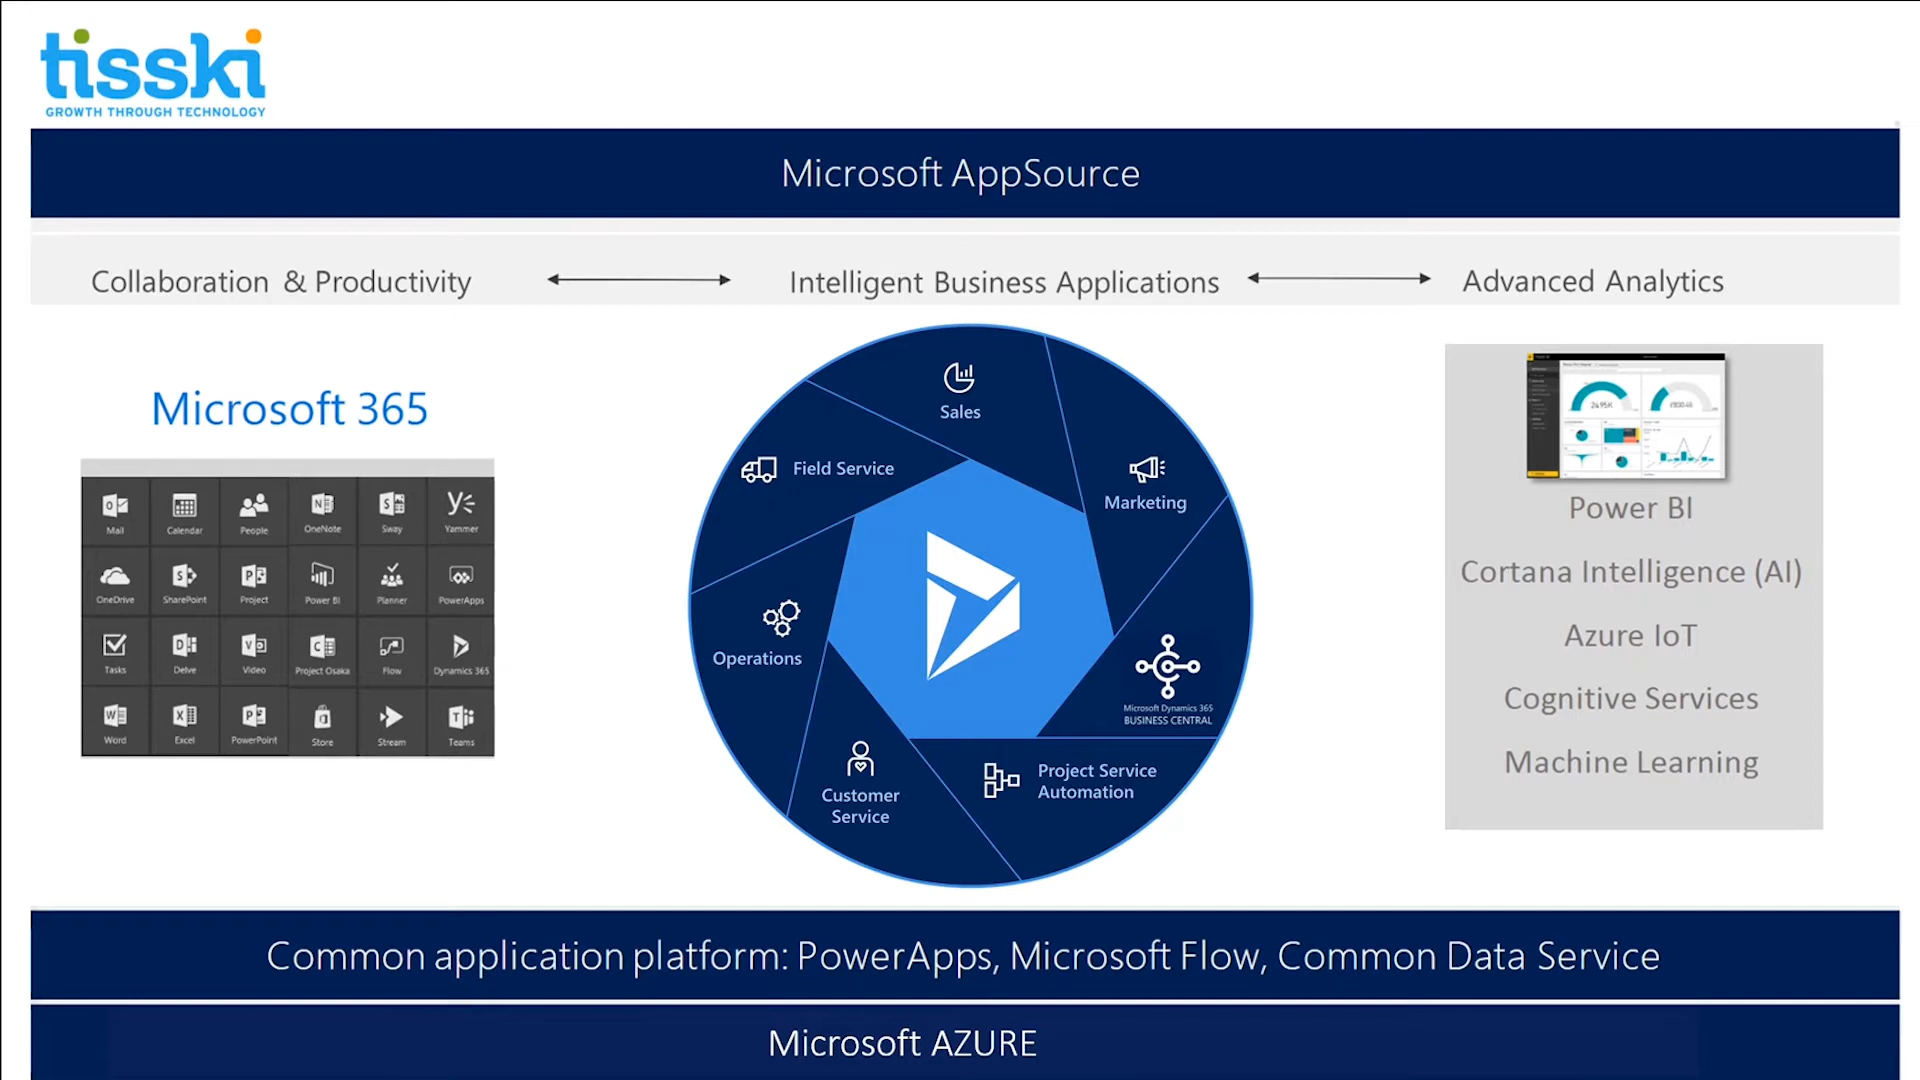 tisski
GROWTH THROUGH TECHNOLOGY
Microsoft AppSource
Collaboration & Productivity
Intelligent Business Applications
Advanced Analytics
Microsoft 365
Mail
Calendar
People
OneNote
Sway
Yammer
OneDrive
SharePoint
Project
Power BI
Planner
PowerApps
Tasks
Delve
Video
Project Osaka
Flow
Dynamics 365
Word
Excel
PowerPoint
Store
Stream
Teams
Sales
Field Service
Marketing
Operations
Microsoft Dynamics 365
BUSINESS CENTRAL
Customer
Service
Project Service
Automation
Power BI
Cortana Intelligence (AI)
Azure IoT
Cognitive Services
Machine Learning
Common application platform: PowerApps, Microsoft Flow, Common Data Service
Microsoft AZURE